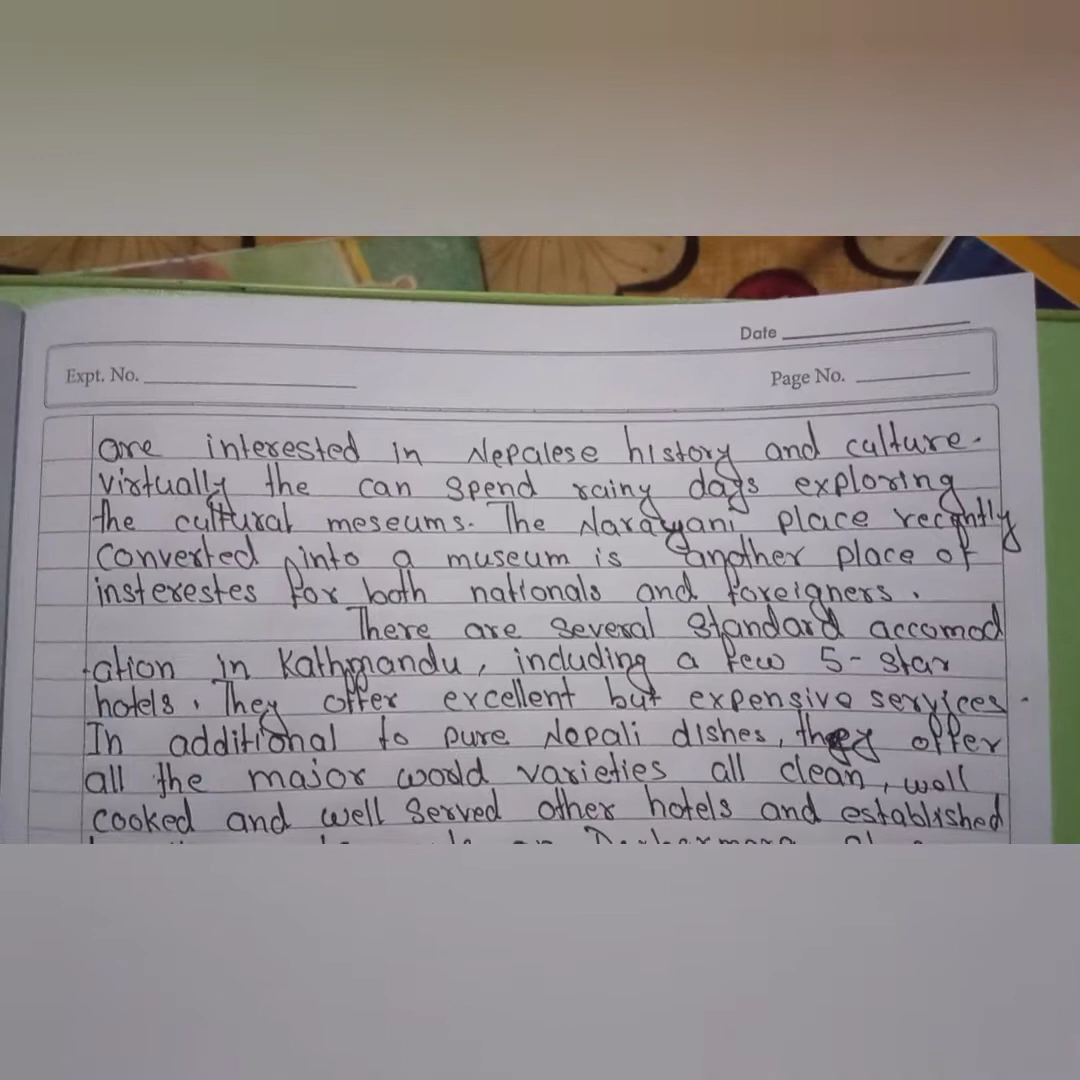 Date
Expt. No.
Page No.
are interested in Nepalese history and culture.
virtually the can spend rainy days exploring
the cultural meseums. The Narayani place recently
converted into a museum is another place of
insterestes for both nationals and foreigners.
There are several standard accomod
-ation in Kathmandu, including a few 5-star
hotels. They offer excellent but expensive services.
In additional to pure Nepali dishes, they offer
all the major woald varieties all clean, well
cooked and well served other hotels and established